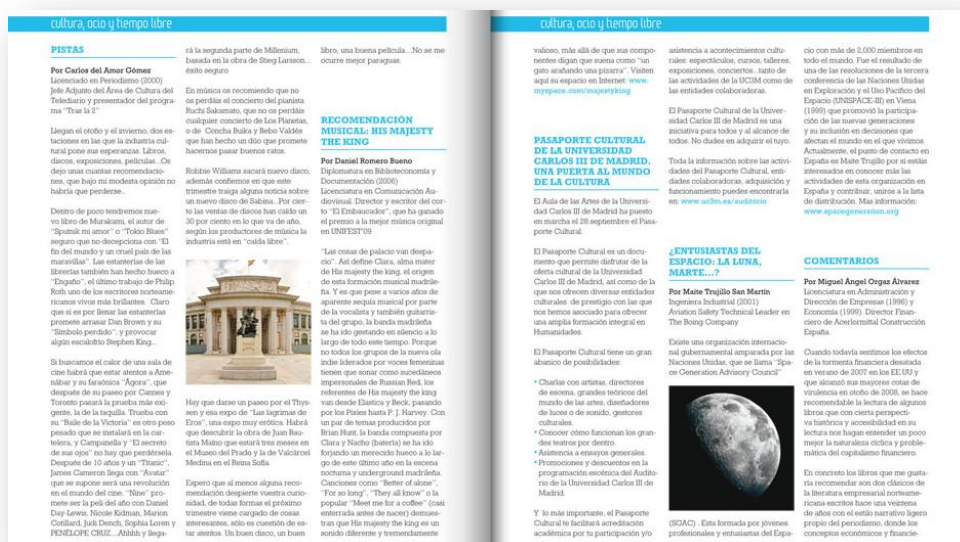 cultura, ocio y tiempo libre
PISTAS
Por Carlos del Amor Gómez
Licenciado en Periodismo (2000)
Jefe Adjunto del Área de Cultura del
Telediario y presentador del progra-
ma "Tras la 2"
Llegan el otoño y el invierno, dos es-
taciones en las que la industria cul-
tural pone sus esperanzas. Libros,
discos, exposiciones, películas...Os
dejo unas cuantas recomendacio-
nes, que bajo mi modesta opinión no
habría que perderse..
Dentro de poco tendremos nue-
vo libro de Murakami, el autor de
"Sputnik mi amor" o "Tokio Blues"
seguro que no decepciona con "El
fin del mundo y un cruel país de las
maravillas". Las estanterías de las
librerías también han hecho hueco a
"Engaño", el último trabajo de Philip
Roth uno de los escritores norteame-
ricanos vivos más brillantes. Claro
que si es por llenar las estanterías
promete arrasar Dan Brown y su
"Símbolo perdido", y provocar
algún escalofrío Stephen King...
Si buscamos el calor de una sala de
cine habrá que estar atentos a Ame-
nábar y su faraónica "Ágora", que
después de su paseo por Cannes y
Toronto pasará la prueba más exi-
gente, la de la taquilla. Trueba con
su "Baile de la Victoria" es otro peso
pesado que se instalará en la car-
telera, y Campanella y "El secreto
de sus ojos" no hay que perdérsela.
Después de 10 años y un "Titanic",
James Cameron llega con "Avatar"
que se supone será una revolución
en el mundo del cine. "Nine" pro-
mete ser la peli del año con Daniel
Day-Lewis, Nicole Kidman, Marion
Cotillard, Judi Dench, Sophia Loren y
PENÉLOPE CRUZ....Ahhhh y llega-
rá la segunda parte de Millenium,
basada en la obra de Stieg Larsson...
éxito seguro
En música os recomiendo que no
os perdáis el concierto del pianista
Ruchi Sakamato, que no os perdáis
cualquier concierto de Los Planetas,
o de Concha Buika y Bebo Valdés
que han hecho un dúo que promete
hacernos pasar buenos ratos.
Robbie Williams sacará nuevo disco,
además confiemos en que este
trimestre traiga alguna noticia sobre
un nuevo disco de Sabina...Por cier-
to las ventas de discos han caído un
30 por ciento en lo que va de año,
según los productores de música la
industria está en "caída libre".
Hay que darse un paseo por el Thys-
sen y esa expo de "Las lagrimas de
Eros", una expo muy erótica. Habrá
que descubrir la obra de Juan Bau-
tista Maíno que estará tres meses en
el Museo del Prado y la de Valcárcel
Medina en el Reina Sofía.
Espero que al menos alguna reco-
mendación despierte vuestra curio-
sidad, de todas formas el próximo
trimestre viene cargado de cosas
interesantes, sólo es cuestión de es-
tar atentos. Un buen disco, un buen
libro, una buena película....No se me
ocurre mejor paraguas.
RECOMENDACIÓN
MUSICAL: HIS MAJESTY
THE KING
Por Daniel Romero Bueno
Diplomatura en Biblioteconomía y
Documentación (2006)
Licenciatura en Comunicación Au-
diovisual. Director y escritor del cor-
to "El Embaucador", que ha ganado
el premio a la mejor música original
en UNIFEST'09
"Las cosas de palacio van despa-
cio". Así define Clara, alma mater
de His majesty the king, el origen
de esta formación musical madrile-
ña. Y es que a varios años de
aparente sequía musical por parte
de la vocalista y también guitarris-
ta del grupo, la banda madrileña
se ha ido gestando en silencio a lo
largo de todo este tiempo. Porque
no todos los grupos de la nueva ola
indie liderados por voces femeninas
tienen que sonar como sucedáneos
impersonales de Russian Red, los
referentes de His majesty the king
van desde Elastica y Beck, pasando
por los Pixies hasta P. J. Harvey. Con
un par de temas producidos por
Brian Hunt, la banda compuesta por
Clara y Nacho (batería) se ha ido
forjando un merecido hueco a lo lar-
go de este último año en la escena
nocturna y underground madrileña.
Canciones como "Better of alone",
"For so long", "They all know" o la
popular "Meet me for a coffee" (casi
enterrada antes de nacer) demues-
tran que His majesty the king es un
sonido diferente y tremendamente
cultura, ocio y tiempo libre
valioso, más allá de que sus compo-
nentes digan que suena como "un
gato arañando una pizarra". Visiten
aquí su espacio en Internet: www.
myspace.com/mxjestyking
PASAPORTE CULTURAL
DE LA UNIVERSIDAD
CARLOS III DE MADRID.
UNA PUERTA AL MUNDO
DE LA CULTURA
El Aula de las Artes de la Universi-
dad Carlos III de Madrid ha puesto
en marcha el 28 septiembre el Pasa-
porte Cultural.
El Pasaporte Cultural es un docu-
mento que permite disfrutar de la
oferta cultural de la Universidad
Carlos III de Madrid, así como de la
que nos ofrecen diversas entidades
culturales de prestigio con las que
nos hemos asociado para ofrecer
una amplia formación integral en
Humanidades.
El Pasaporte Cultural tiene un gran
abanico de posibilidades:
• Charlas con artistas, directores
de escena, grandes teóricos del
mundo de las artes, diseñadores
de luces o de sonido, gestores
culturales.
• Conocer cómo funcionan los gran-
des teatros por dentro.
• Asistencia a ensayos generales.
• Promociones y descuentos en la
programación escénica del Audito-
rio de la Universidad Carlos III de
Madrid.
Y lo más importante, el Pasaporte
Cultural te facilitará acreditación
académica por tu participación y/o
asistencia a acontecimientos cultu-
rales: espectáculos, cursos, talleres,
exposiciones, conciertos...tanto de
las actividades de la UC3M como de
las entidades colaboradoras.
El Pasaporte Cultural de la Univer-
sidad Carlos III de Madrid es una
iniciativa para todos y al alcance de
todos. No dudes en adquirir el tuyo.
Toda la información sobre las activi-
dades del Pasaporte Cultural, enti-
dades colaboradoras, adquisición y
funcionamiento puedes encontrarla
en: www.uc3m.es/auditorio
¿ENTUSIASTAS DEL
ESPACIO: LA LUNA,
MARTE...?
Por Maite Trujillo San Martín
Ingeniera Industrial (2001)
Aviation Safety Technical Leader en
The Boing Company
Existe una organización internacio-
nal gubernamental amparada por las
Naciones Unidas, que se llama "Spa-
ce Generation Advisory Council"
(SGAC) . Esta formada por jóvenes
profesionales y entusiastas del Espa-
cio con más de 2,000 miembros en
todo el mundo. Fue el resultado de
una de las resoluciones de la tercera
conferencia de las Naciones Unidas
en Exploración y el Uso Pacífico del
Espacio (UNISPACE-III) en Viena
(1999) que promovió la participa-
ción de las nuevas generaciones
y su inclusión en decisiones que
afectan el mundo en el que vivimos.
Actualmente, el punto de contacto en
España es Maite Trujillo por si estáis
interesados en conocer más las
actividades de esta organización en
España y contribuir, uniros a la lista
de distribución. Mas información:
www.spacegeneration.org
COMENTARIOS
Por Miguel Ángel Orgaz Álvarez
Licenciatura en Administración y
Dirección de Empresas (1996) y
Economía (1999). Director Finan-
ciero de Acerlormittal Construcción
España.
Cuando todavía sentimos los efectos
de la tormenta financiera desatada
en verano de 2007 en los EE.UU y
que alcanzó sus mayores cotas de
virulencia en otoño de 2008, se hace
recomendable la lectura de algunos
libros que con cierta perspecti-
va histórica y accesibilidad en su
lectura nos hagan entender un poco
mejor la naturaleza cíclica y proble-
mática del capitalismo financiero.
En concreto los libros que me gusta-
ría recomendar son dos clásicos de
la literatura empresarial norteame-
ricana escritos hace una veintena
de años con el estilo narrativo ligero
propio del periodismo, donde los
conceptos económicos y financie-